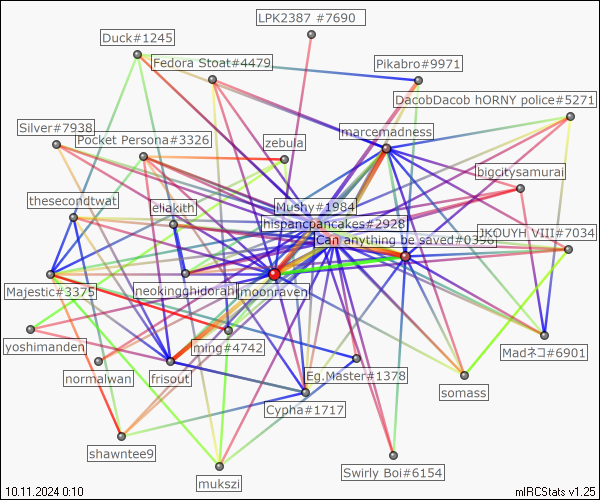 LPK2387 #7690
Duck#1245
Fedora Stoat#4479
Pikabro#9971
DacobDacob hORNY police#5271
Silver#7938
Pocket Persona#3326
marcemadness
zebula
bigcitysamurai
thesecondtwat
eliakith
Mushy#1984
hispancpancakes#2928
Can anything be saved#0398
JKOUYH VIII#7034
Majestic#3375
neokingghidorah
moonraven
yoshimanden
ming#4742
Madネコ#6901
normalwan
frisout
Eg.Master#1378
somass
Cypha#1717
shawntee9
mukszi
Swirly Boi#6154
10.11.2024 0:10
mIRCStats v1.25